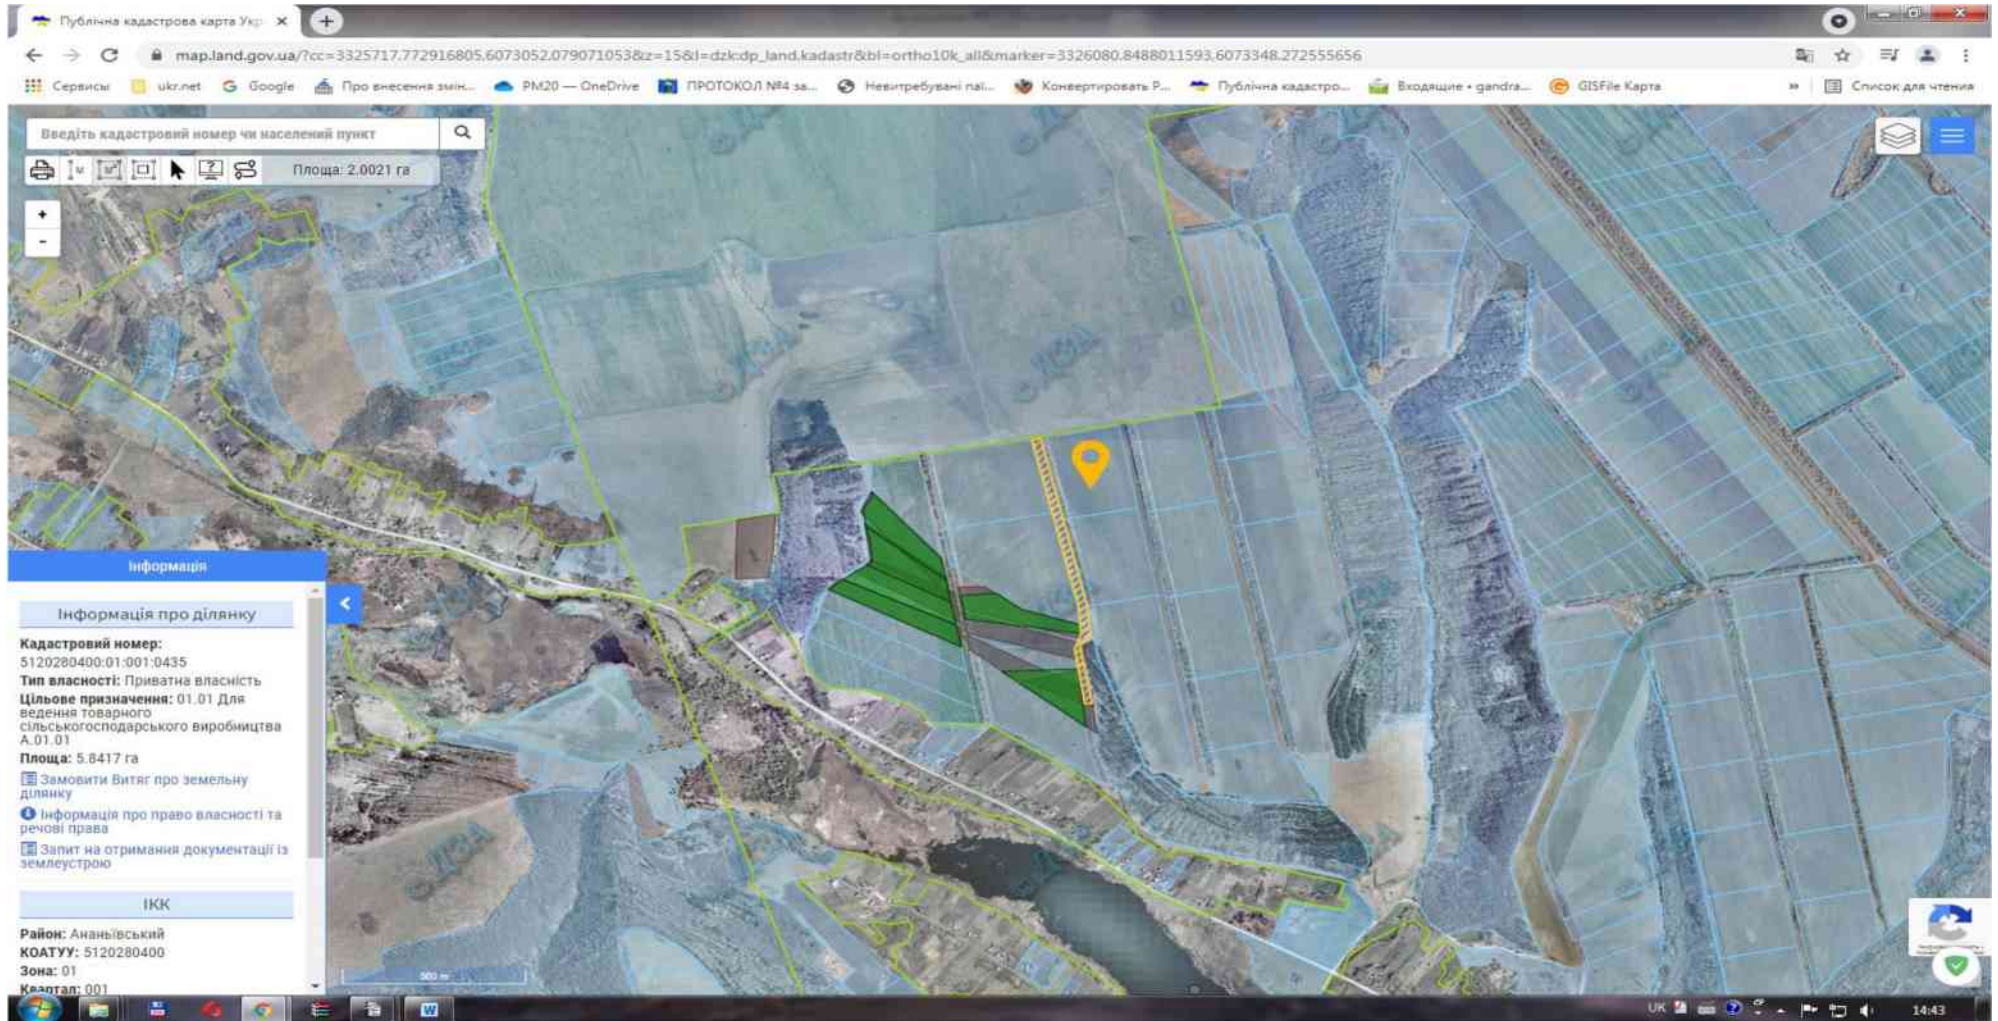 Публічна кадастрова карта Укр
map.land.gov.ua/?cc=3325717.772916805,6073052.079071053&z=15&l=dzk:dp_land,kadastr&bl=ortho10k_all&marker=3326080.8488011593,6073348.272555656
Сервисы ukr.net Google Про внесення змін... PM20 — OneDrive ПРОТОКОЛ №4 за... Невитребувані паї... Конвертировать P... Публічна кадастро... Входящие • gandra... GISFile Карта » Список для чтения
Введіть кадастровий номер чи населений пункт
Площа: 2.0021 га
+
-
Інформація
Інформація про ділянку
Кадастровий номер:
5120280400:01:001:0435
Тип власності: Приватна власність
Цільове призначення: 01.01 Для
ведення товарного
сільськогосподарського виробництва
А.01.01
Площа: 5.8417 га
Замовити Витяг про земельну
ділянку
Інформація про право власності та
речові права
Запит на отримання документації із
землеустрою
ІКК
Район: Ананьївський
КОАТУУ: 5120280400
Зона: 01
Квартал: 001
500 m
UK
14:43